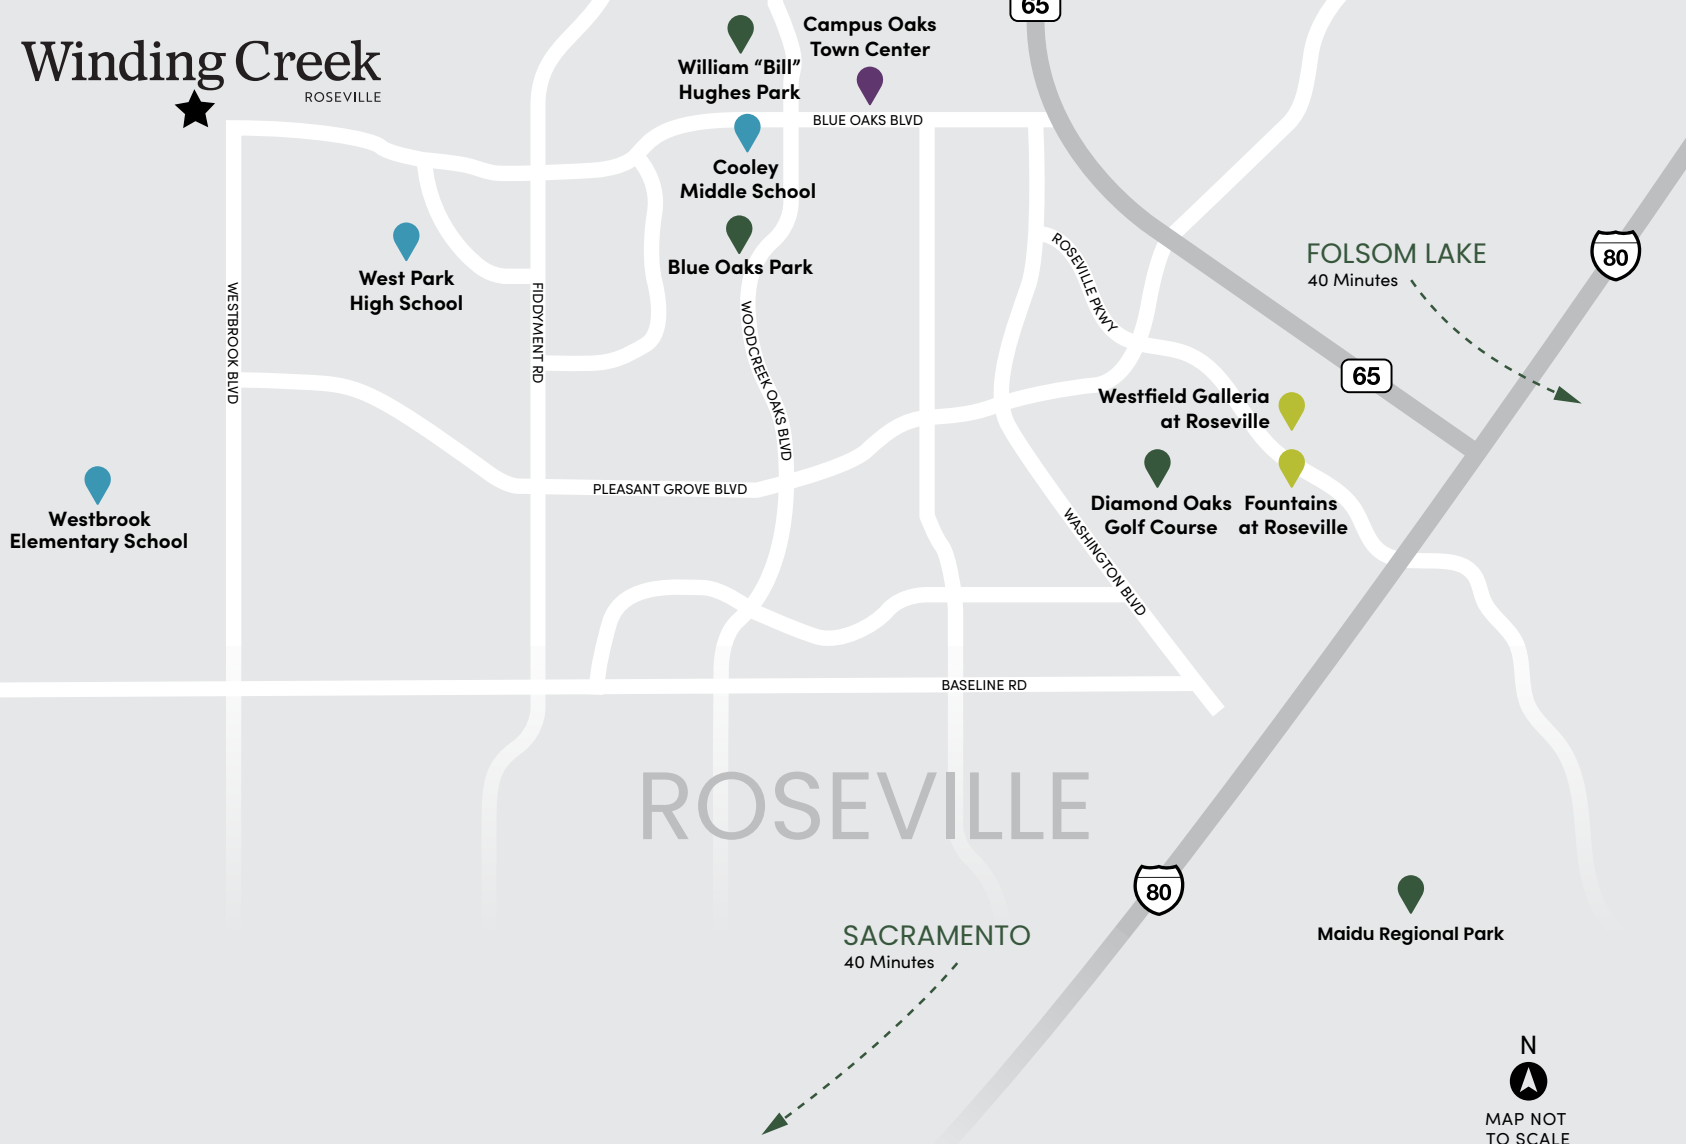 65
Campus Oaks
Town Center
Winding Creek
ROSEVILLE
William “Bill”
Hughes Park
BLUE OAKS BLVD
Cooley
Middle School
Blue Oaks Park
West Park
High School
WESTBROOK BLVD
FIDDYMENT RD
WOODCREEK OAKS BLVD
ROSEVILLE PKWY
FOLSOM LAKE
40 Minutes
80
65
Westfield Galleria
at Roseville
Diamond Oaks
Golf Course
Fountains
at Roseville
PLEASANT GROVE BLVD
Westbrook
Elementary School
WASHINGTON BLVD
BASELINE RD
ROSEVILLE
80
SACRAMENTO
40 Minutes
Maidu Regional Park
N
MAP NOT
TO SCALE